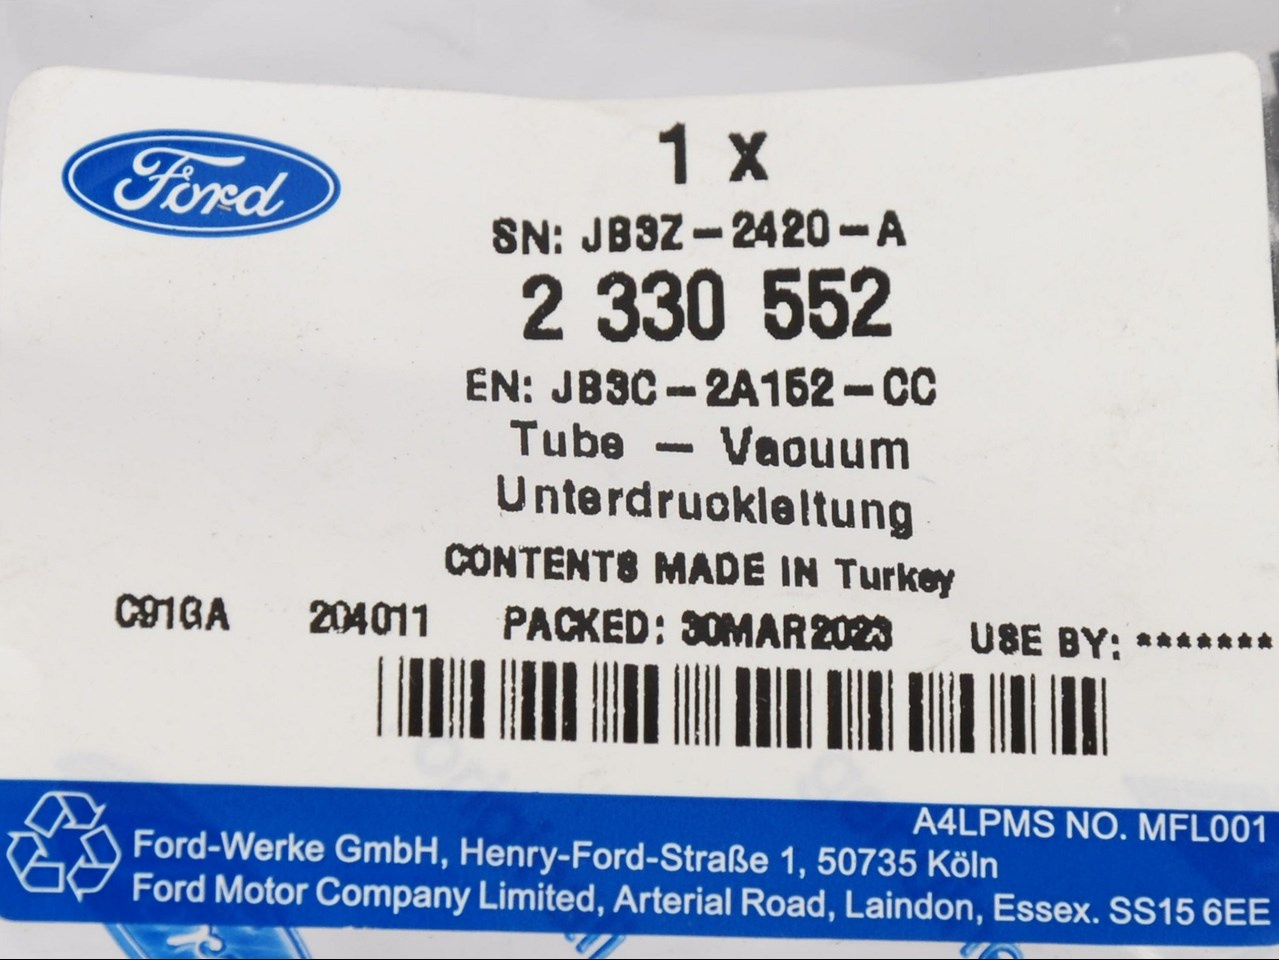 Ford
1 x
SN: JB3Z-2420-A
2 330 552
EN: JB3C-2A152-CC
Tube - Vacuum
Unterdruckleitung
CONTENTS MADE IN Turkey
C91GA 204011 PACKED: 30MAR2023 USE BY: *******
A4LPMS NO. MFL001
Ford-Werke GmbH, Henry-Ford-Straße 1, 50735 Köln
Ford Motor Company Limited, Arterial Road, Laindon, Essex. SS15 6EE